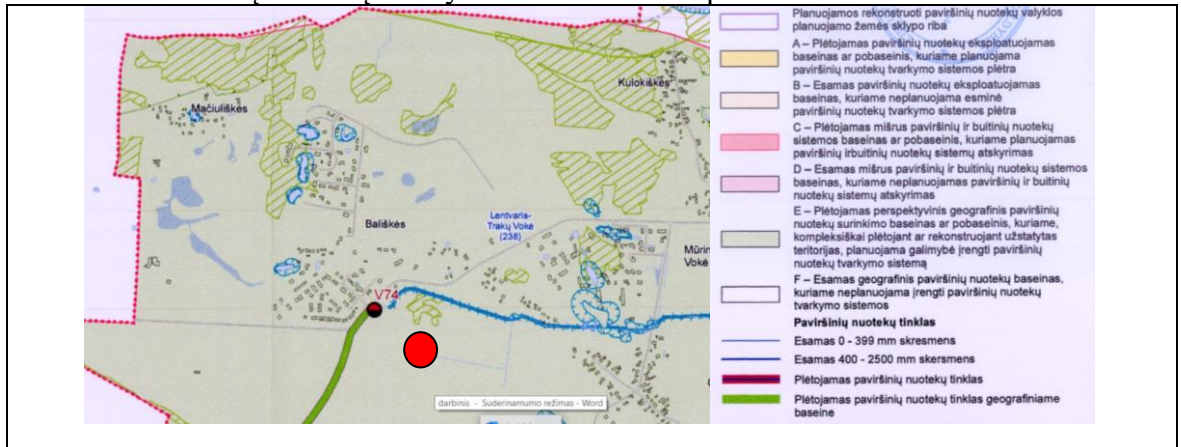 Mačiuliškės
Kulokiškės
Bališkės
Lentvaris-
Trakų Vokė
(238)
Mūrin
Vokė
V74
darbinis - Suderinamumo režimas - Word
Planuojamos rekonstruoti paviršinių nuotekų valyklos
planuojamo žemės sklypo riba
A – Plėtojamas paviršinių nuotekų eksploatuojamas
baseinas ar pobaseinis, kuriame planuojama
paviršinių nuotekų tvarkymo sistemos plėtra
B – Esamas paviršinių nuotekų eksploatuojamas
baseinas, kuriame neplanuojama esminė
paviršinių nuotekų tvarkymo sistemos plėtra
C – Plėtojamas mišrus paviršinių ir buitinių nuotekų
sistemos baseinas ar pobaseinis, kuriame planuojamas
paviršinių irbuitinių nuotekų sistemų atskyrimas
D – Esamas mišrus paviršinių ir buitinių nuotekų sistemos
baseinas, kuriame neplanuojamas paviršinių ir buitinių
nuotekų sistemų atskyrimas
E – Plėtojamas perspektyvinis geografinis paviršinių
nuotekų surinkimo baseinas ar pobaseinis, kuriame,
kompleksiškai plėtojant ar rekonstruojant užstatytas
teritorijas, planuojama galimybė įrengti paviršinių
nuotekų tvarkymo sistemą
F – Esamas geografinis paviršinių nuotekų baseinas,
kuriame neplanuojama įrengti paviršinių nuotekų
tvarkymo sistemos
Paviršinių nuotekų tinklas
Esamas 0 - 399 mm skresmens
Esamas 400 - 2500 mm skersmens
Plėtojamas paviršinių nuotekų tinklas
Plėtojamas paviršinių nuotekų tinklas geografiniame
baseine